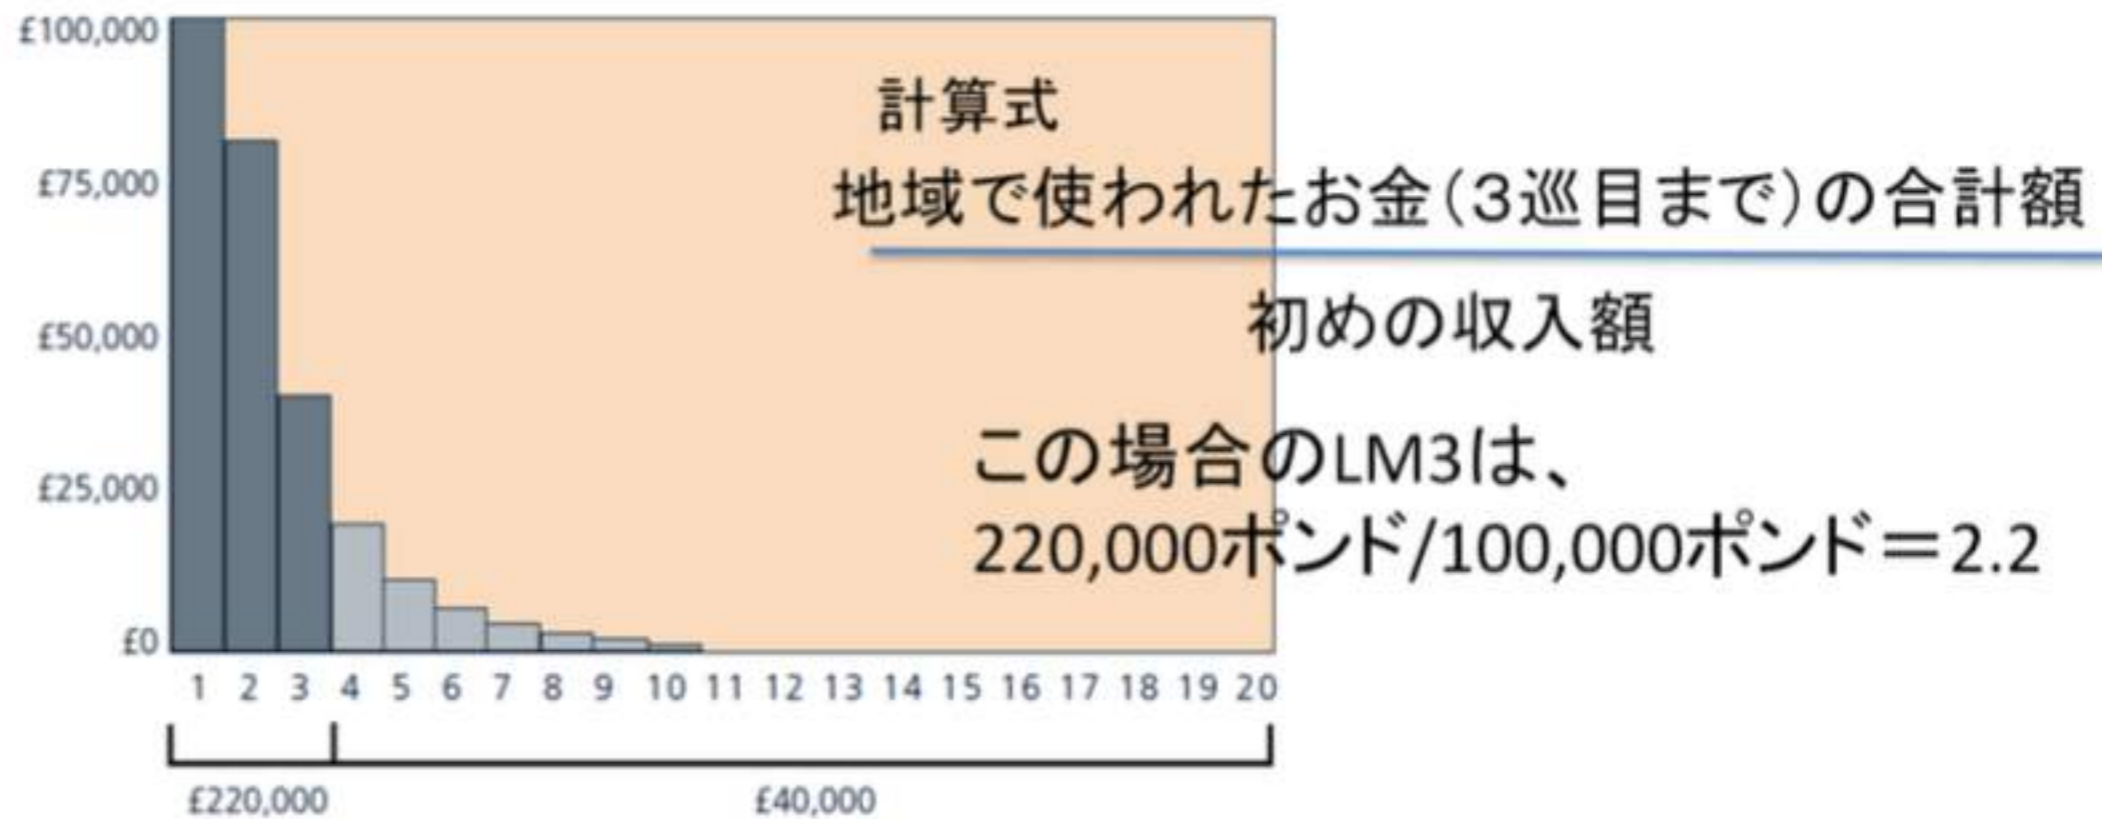 £100,000
£75,000
£50,000
£25,000
£0
計算式
地域で使われたお金(３巡目まで)の合計額
初めの収入額
この場合のLM3は、
220,000ポンド/100,000ポンド＝2.2
1 2 3 4 5 6 7 8 9 10 11 12 13 14 15 16 17 18 19 20
£220,000 £40,000